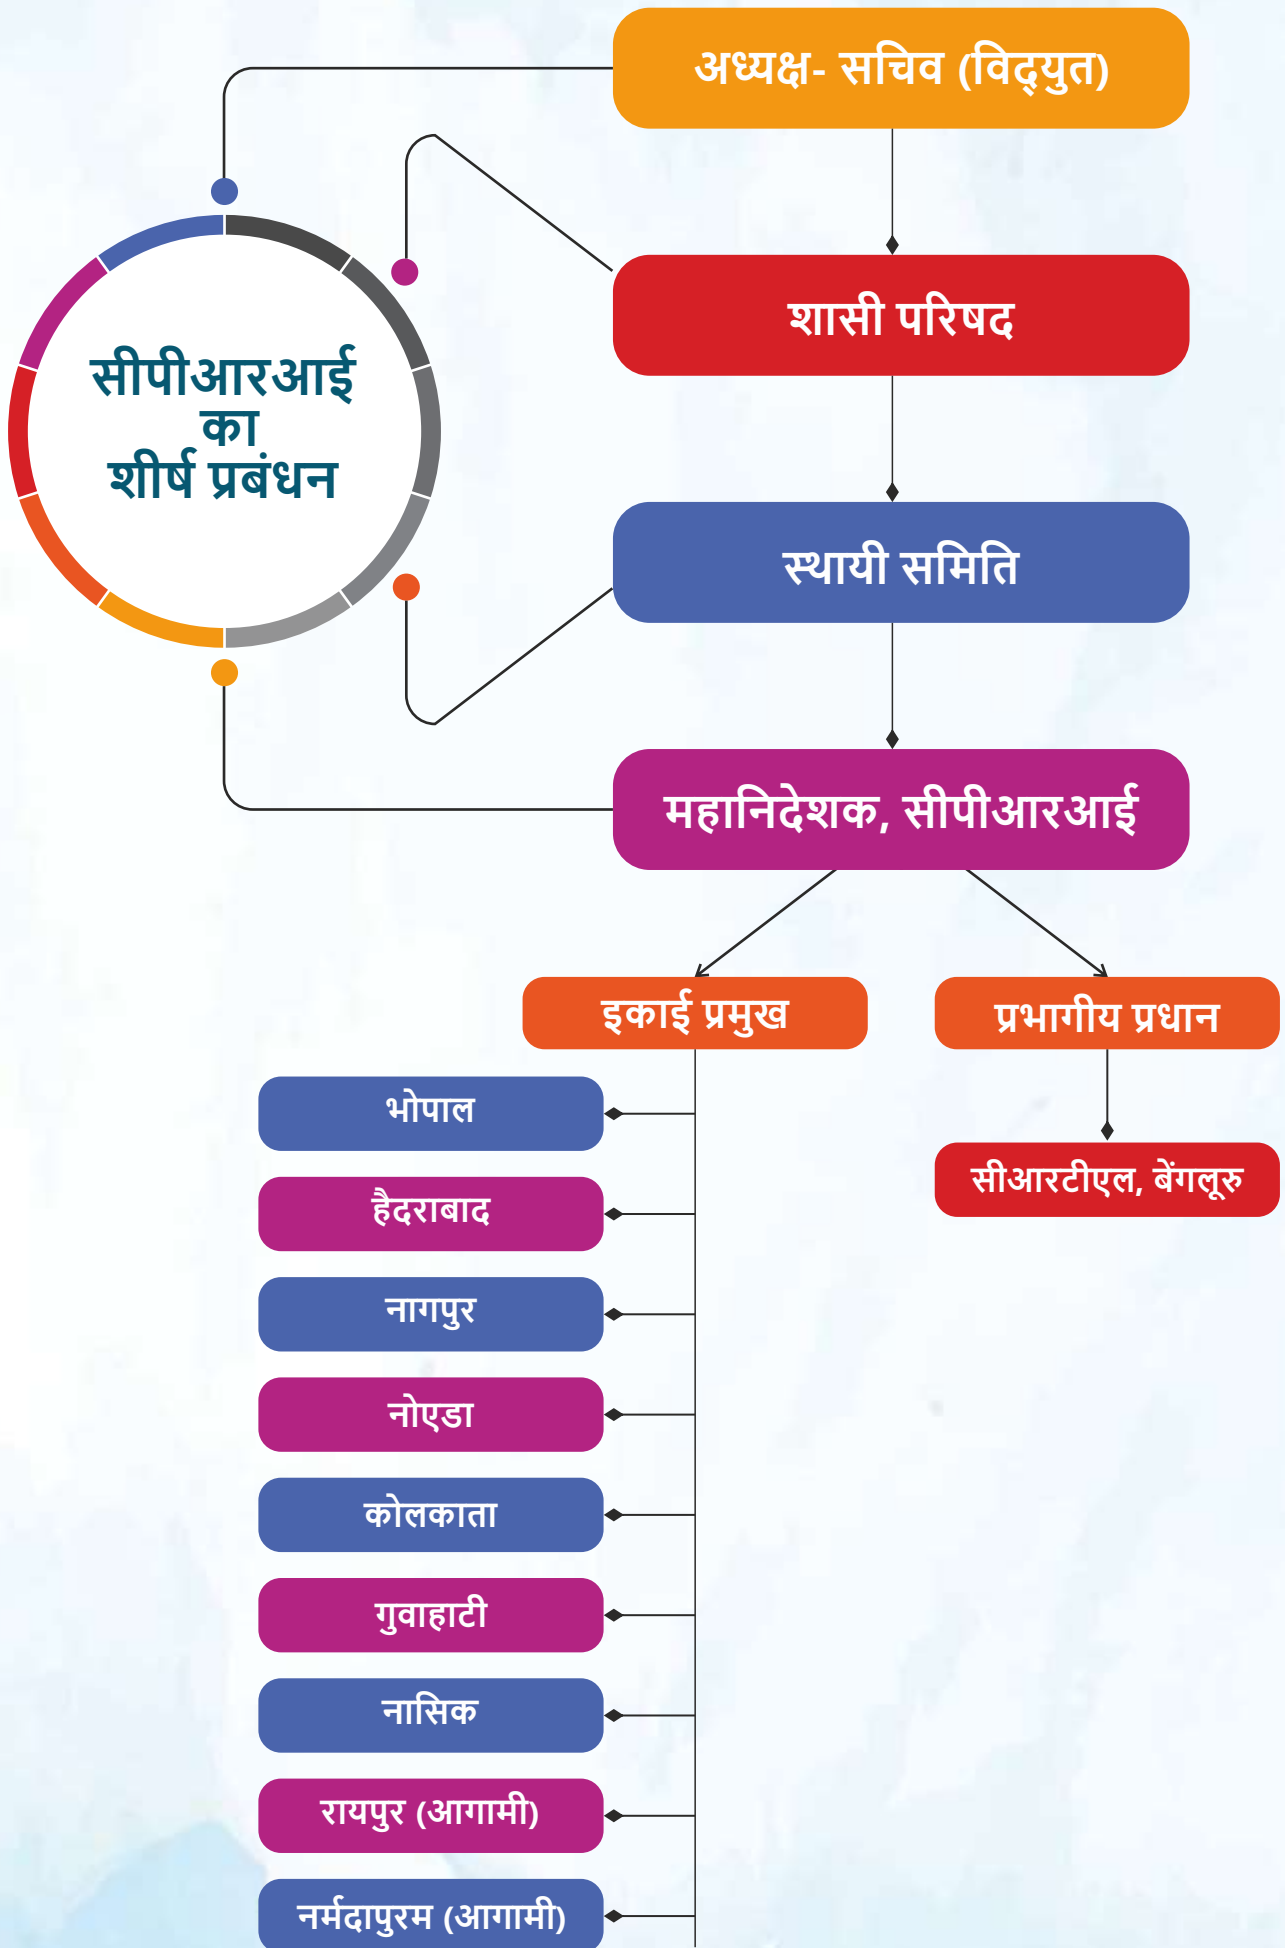 अध्यक्ष- सचिव (विद्‌युत)
शासी परिषद
सीपीआरआई
का
शीर्ष प्रबंधन
स्थायी समिति
महानिदेशक, सीपीआरआई
इकाई प्रमुख
प्रभागीय प्रधान
भोपाल
सीआरटीएल, बेंगलूरु
हैदराबाद
नागपुर
नोएडा
कोलकाता
गुवाहाटी
नासिक
रायपुर (आगामी)
नर्मदापुरम (आगामी)